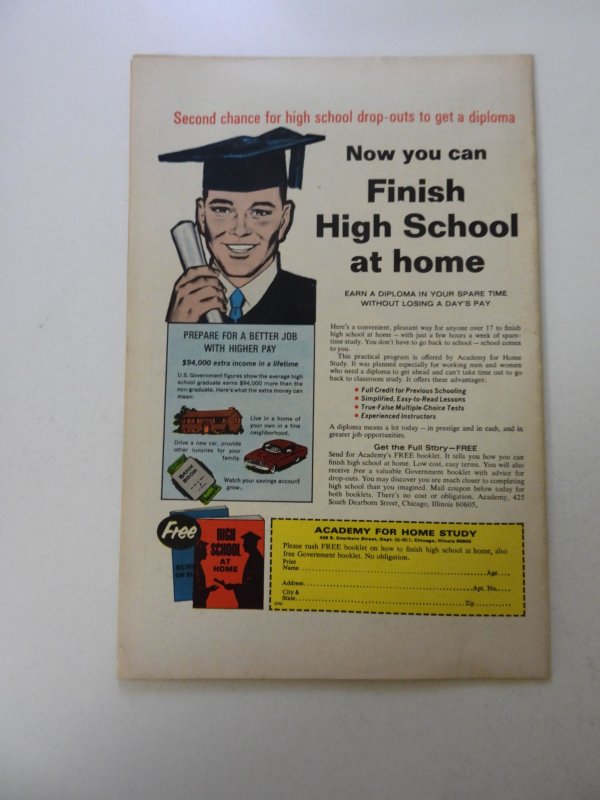 Second chance for high school drop-outs to get a diploma
Now you can
Finish
High School
at home
EARN A DIPLOMA IN YOUR SPARE TIME
WITHOUT LOSING A DAY'S PAY
PREPARE FOR A BETTER JOB
WITH HIGHER PAY
$94,000 extra income in a lifetime
U.S. Government figures show the average high
school graduate earns $94,000 more than the
non-graduate. Here's what the extra money can
mean:
Live in a home of
your own in a fine
neighborhood.
Drive a new car, provide
other luxuries for your
family.
BANK
BOOK
Watch your savings account
grow.
Here's a convenient, pleasant way for anyone over 17 to finish
high school at home — with just a few hours a week of spare-
time study. You don't have to go back to school — school comes
to you.
This practical program is offered by Academy for Home
Study. It was planned especially for working men and women
who need a diploma to get ahead and can't take time out to go
back to classroom study. It offers these advantages:
• Full Credit for Previous Schooling
• Simplified, Easy-to-Read Lessons
• True-False Multiple-Choice Tests
• Experienced Instructors
A diploma means a lot today — in prestige and in cash, and in
greater job opportunities.
Get the Full Story—FREE
Send for Academy's FREE booklet. It tells you how you can
finish high school at home. Low cost, easy terms. You will also
receive free a valuable Government booklet with advice for
drop-outs. You may discover you are much closer to completing
high school than you imagined. Mail coupon below today for
both booklets. There's no cost or obligation. Academy, 425
South Dearborn Street, Chicago, Illinois 60605.
Free
HIGH
SCHOOL
AT
HOME
ACADEMY FOR HOME STUDY
Dearborn Street, Dept. Chicago, Illinois 60605
Please rush FREE booklet on how to finish high school at home, also
free Government booklet. No obligation.
Print
Name Age
Address Apt. No.
City &
State Zip